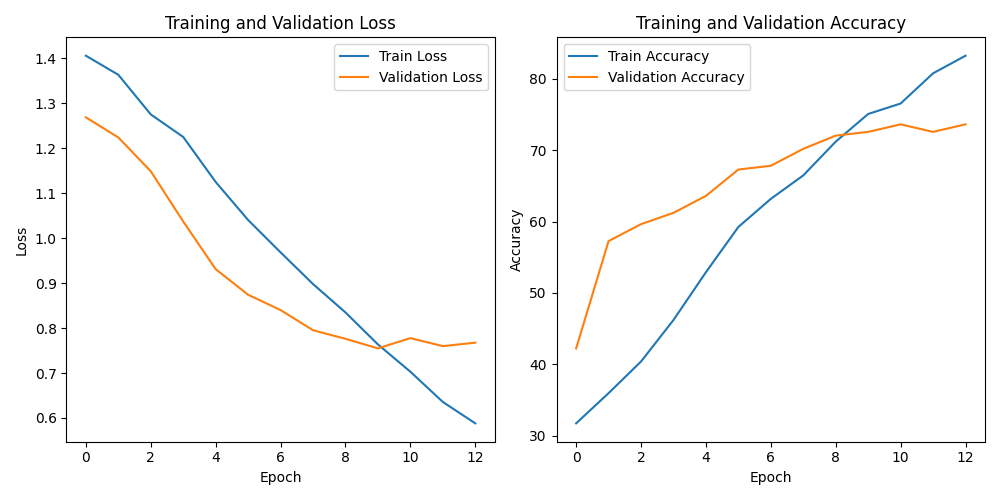 Training and Validation Loss
Train Loss
Validation Loss
1.4
1.3
1.2
1.1
1.0
0.9
0.8
0.7
0.6
Loss
0 2 4 6 8 10 12
Epoch
Training and Validation Accuracy
Train Accuracy
Validation Accuracy
80
70
60
50
40
30
Accuracy
0 2 4 6 8 10 12
Epoch